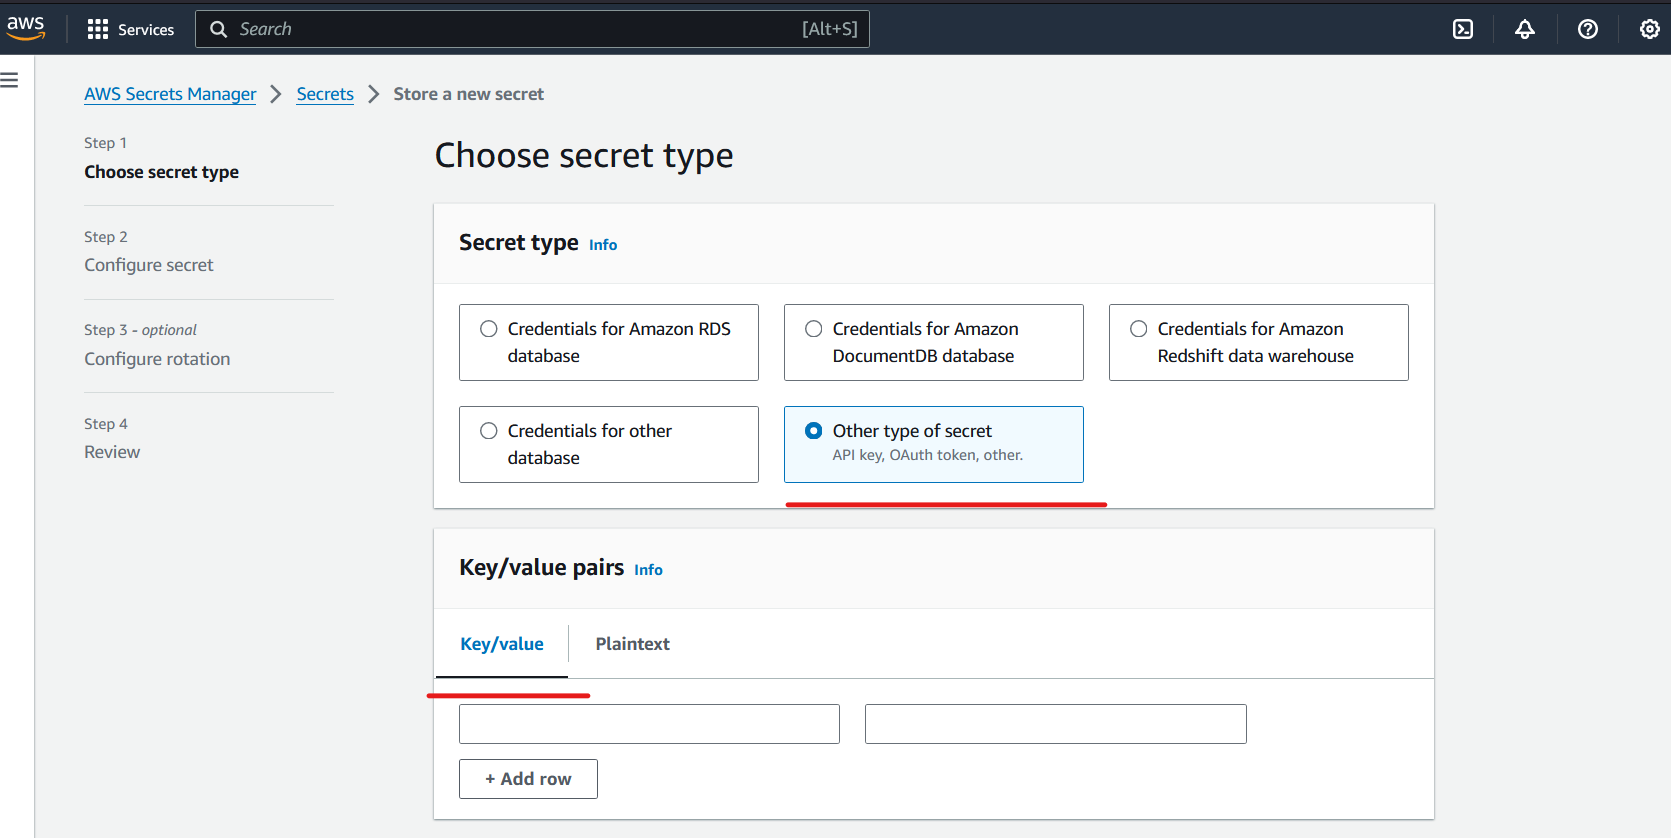 aws
Services
Search
[Alt+S]
AWS Secrets Manager
Secrets
Store a new secret
Step 1
Choose secret type
Step 2
Configure secret
Step 3 - optional
Configure rotation
Step 4
Review
Choose secret type
Secret type Info
Credentials for Amazon RDS
database
Credentials for Amazon
DocumentDB database
Credentials for Amazon
Redshift data warehouse
Credentials for other
database
Other type of secret
API key, OAuth token, other.
Key/value pairs Info
Key/value
Plaintext
+ Add row